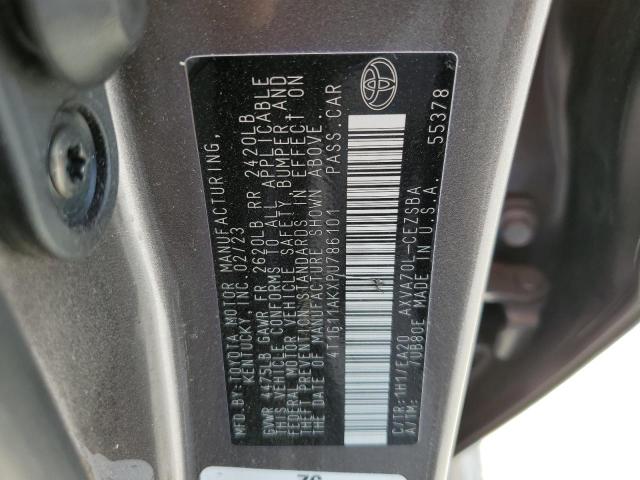 MFD.BY:TOYOTA MOTOR MANUFACTURING,
KENTUCKY, INC. 02/23
GVWR 4475LB GAWR FR 2620LB RR 2420LB
THIS VEHICLE CONFORMS TO ALL APPLICABLE
FEDERAL MOTOR VEHICLE SAFETY, BUMPER AND
THEFT PREVENTION STANDARDS IN EFFECT ON
THE DATE OF MANUFACTURE SHOWN ABOVE.
4T1G11AKXPU786101 PASS.CAR
C/TR:1H1/EA20 AXVA70L-CEZSBA
A/TM: 7UB80E MADE IN U.S.A. 55378